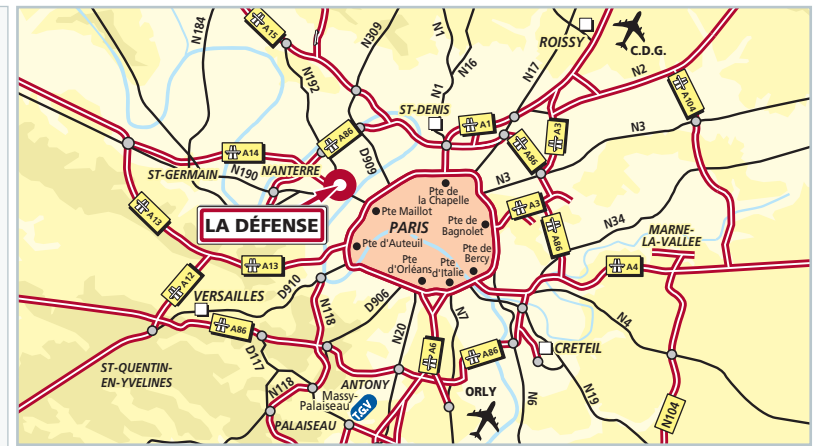 N184
A15
N309
N1
N16
ROISSY
C.D.G.
N192
N17
N2
A104
ST-DENIS
A1
A3
N3
A86
A86
A14
ST-GERMAIN
N190
NANTERRE
D909
N3
Pte de
la Chapelle
A3
A13
LA DÉFENSE
Pte Maillot
PARIS
Pte de
Bagnolet
A86
N34
MARNE-
LA-VALLEE
Pte d'Auteuil
Pte de
Bercy
A13
Pte
d'Orléans
Pte
d'Italie
A4
A12
D910
VERSAILLES
N118
D906
N20
N7
N4
A86
D117
A6
A86
CRETEIL
ST-QUENTIN-
EN-YVELINES
N118
ANTONY
Massy-
Palaiseau
T.G.V
ORLY
N6
N19
N104
PALAISEAU